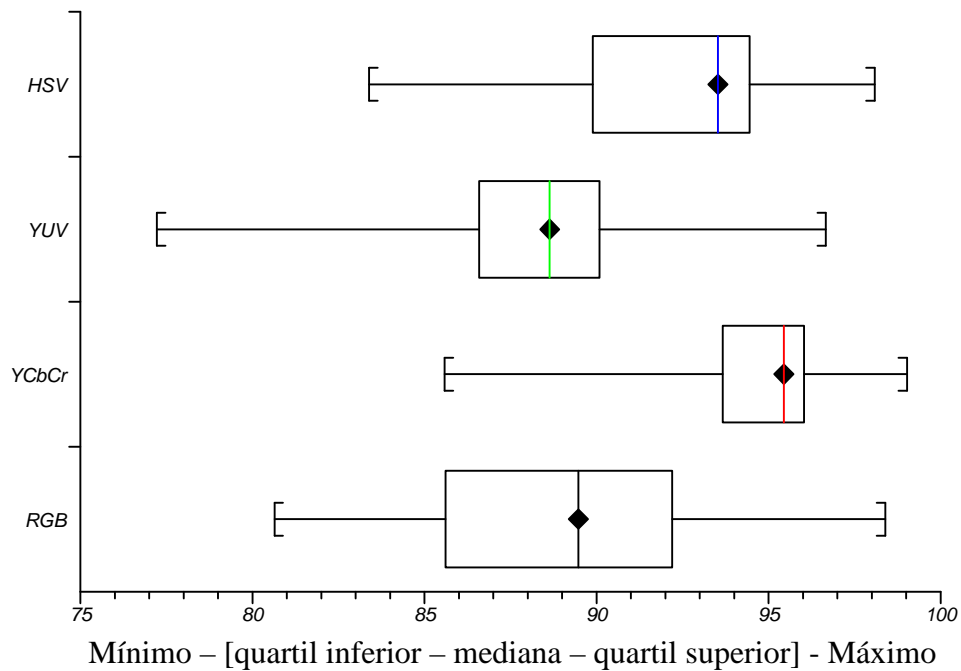 HSV
YUV
YCbCr
RGB
75 80 85 90 95 100
Mínimo – [quartil inferior – mediana – quartil superior] - Máximo